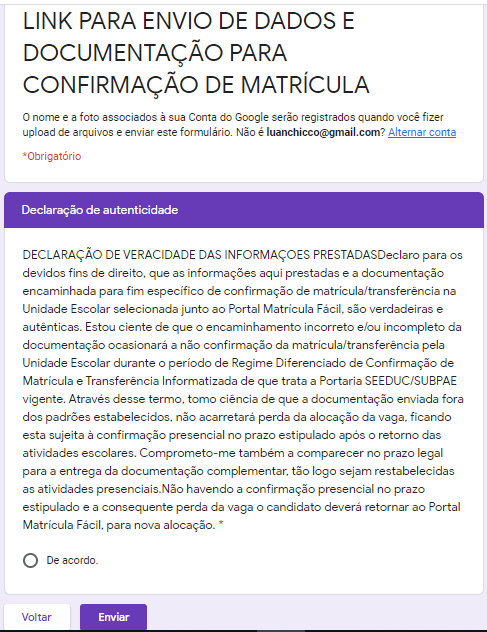 LINK PARA ENVIO DE DADOS E
DOCUMENTAÇÃO PARA
CONFIRMAÇÃO DE MATRÍCULA
O nome e a foto associados à sua Conta do Google serão registrados quando você fizer
upload de arquivos e enviar este formulário. Não é luanchicco@gmail.com? Alternar conta
*Obrigatório
Declaração de autenticidade
DECLARAÇÃO DE VERACIDADE DAS INFORMAÇOES PRESTADASDeclaro para os
devidos fins de direito, que as informações aqui prestadas e a documentação
encaminhada para fim específico de confirmação de matrícula/transferência na
Unidade Escolar selecionada junto ao Portal Matrícula Fácil, são verdadeiras e
autênticas. Estou ciente de que o encaminhamento incorreto e/ou incompleto da
documentação ocasionará a não confirmação da matrícula/transferência pela
Unidade Escolar durante o período de Regime Diferenciado de Confirmação de
Matrícula e Transferência Informatizada de que trata a Portaria SEEDUC/SUBPAE
vigente. Através desse termo, tomo ciência de que a documentação enviada fora
dos padrões estabelecidos, não acarretará perda da alocação da vaga, ficando
esta sujeita à confirmação presencial no prazo estipulado após o retorno das
atividades escolares. Comprometo-me também a comparecer no prazo legal
para a entrega da documentação complementar, tão logo sejam restabelecidas
as atividades presenciais.Não havendo a confirmação presencial no prazo
estipulado e a consequente perda da vaga o candidato deverá retornar ao Portal
Matrícula Fácil, para nova alocação. *
De acordo.
Voltar
Enviar